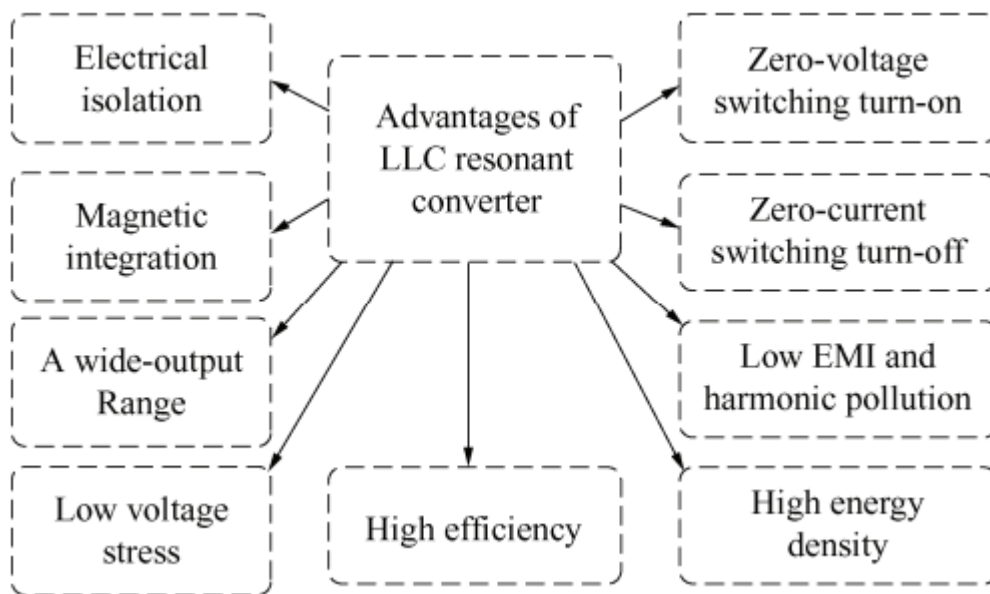 Electrical
isolation
Advantages of
LLC resonant
converter
Zero-voltage
switching turn-on
Magnetic
integration
Zero-current
switching turn-off
A wide-output
Range
Low EMI and
harmonic pollution
Low voltage
stress
High efficiency
High energy
density